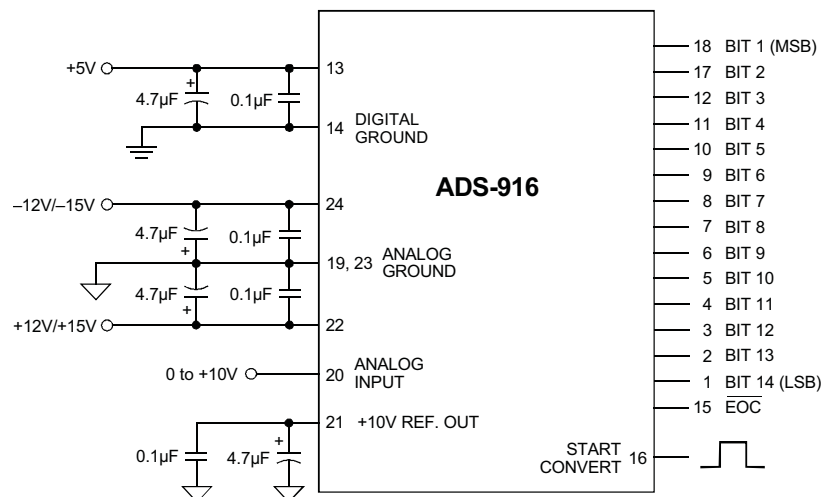 +5V
4.7µF
+
0.1µF
13
14 DIGITAL
GROUND
–12V/–15V
24
4.7µF
+
0.1µF
19, 23 ANALOG
GROUND
4.7µF
+
0.1µF
+12V/+15V
22
0 to +10V
20 ANALOG
INPUT
21 +10V REF. OUT
0.1µF
4.7µF
+
ADS-916
18 BIT 1 (MSB)
17 BIT 2
12 BIT 3
11 BIT 4
10 BIT 5
9 BIT 6
8 BIT 7
7 BIT 8
6 BIT 9
5 BIT 10
4 BIT 11
3 BIT 12
2 BIT 13
1 BIT 14 (LSB)
15 EOC
START
CONVERT 16